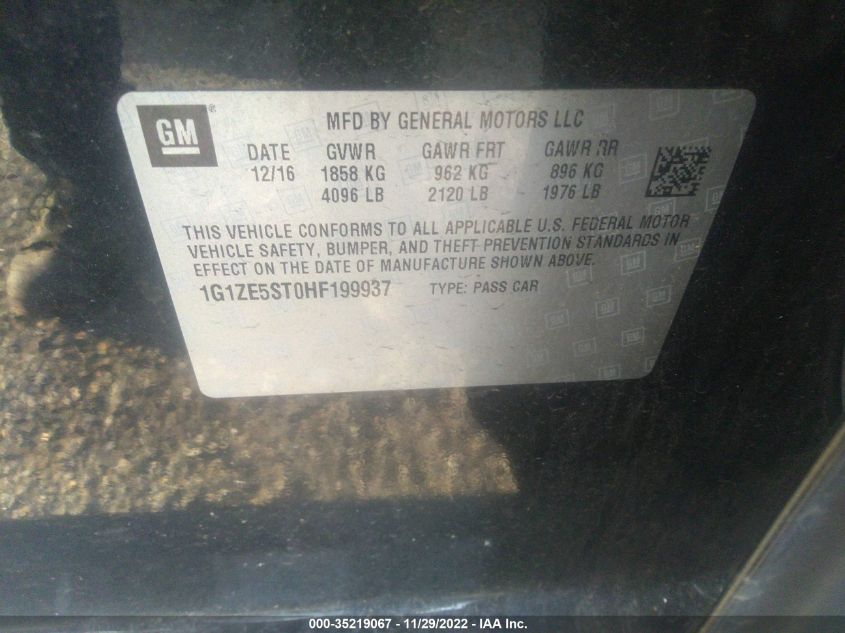 GM ® MFD BY GENERAL MOTORS LLC
DATE GVWR GAWR FRT GAWR RR
12/16 1858 KG 962 KG 896 KG
4096 LB 2120 LB 1976 LB
THIS VEHICLE CONFORMS TO ALL APPLICABLE U.S. FEDERAL MOTOR
VEHICLE SAFETY, BUMPER, AND THEFT PREVENTION STANDARDS IN
EFFECT ON THE DATE OF MANUFACTURE SHOWN ABOVE.
1G1ZE5ST0HF199937 TYPE: PASS CAR
000-35219067 - 11/29/2022 - IAA Inc.